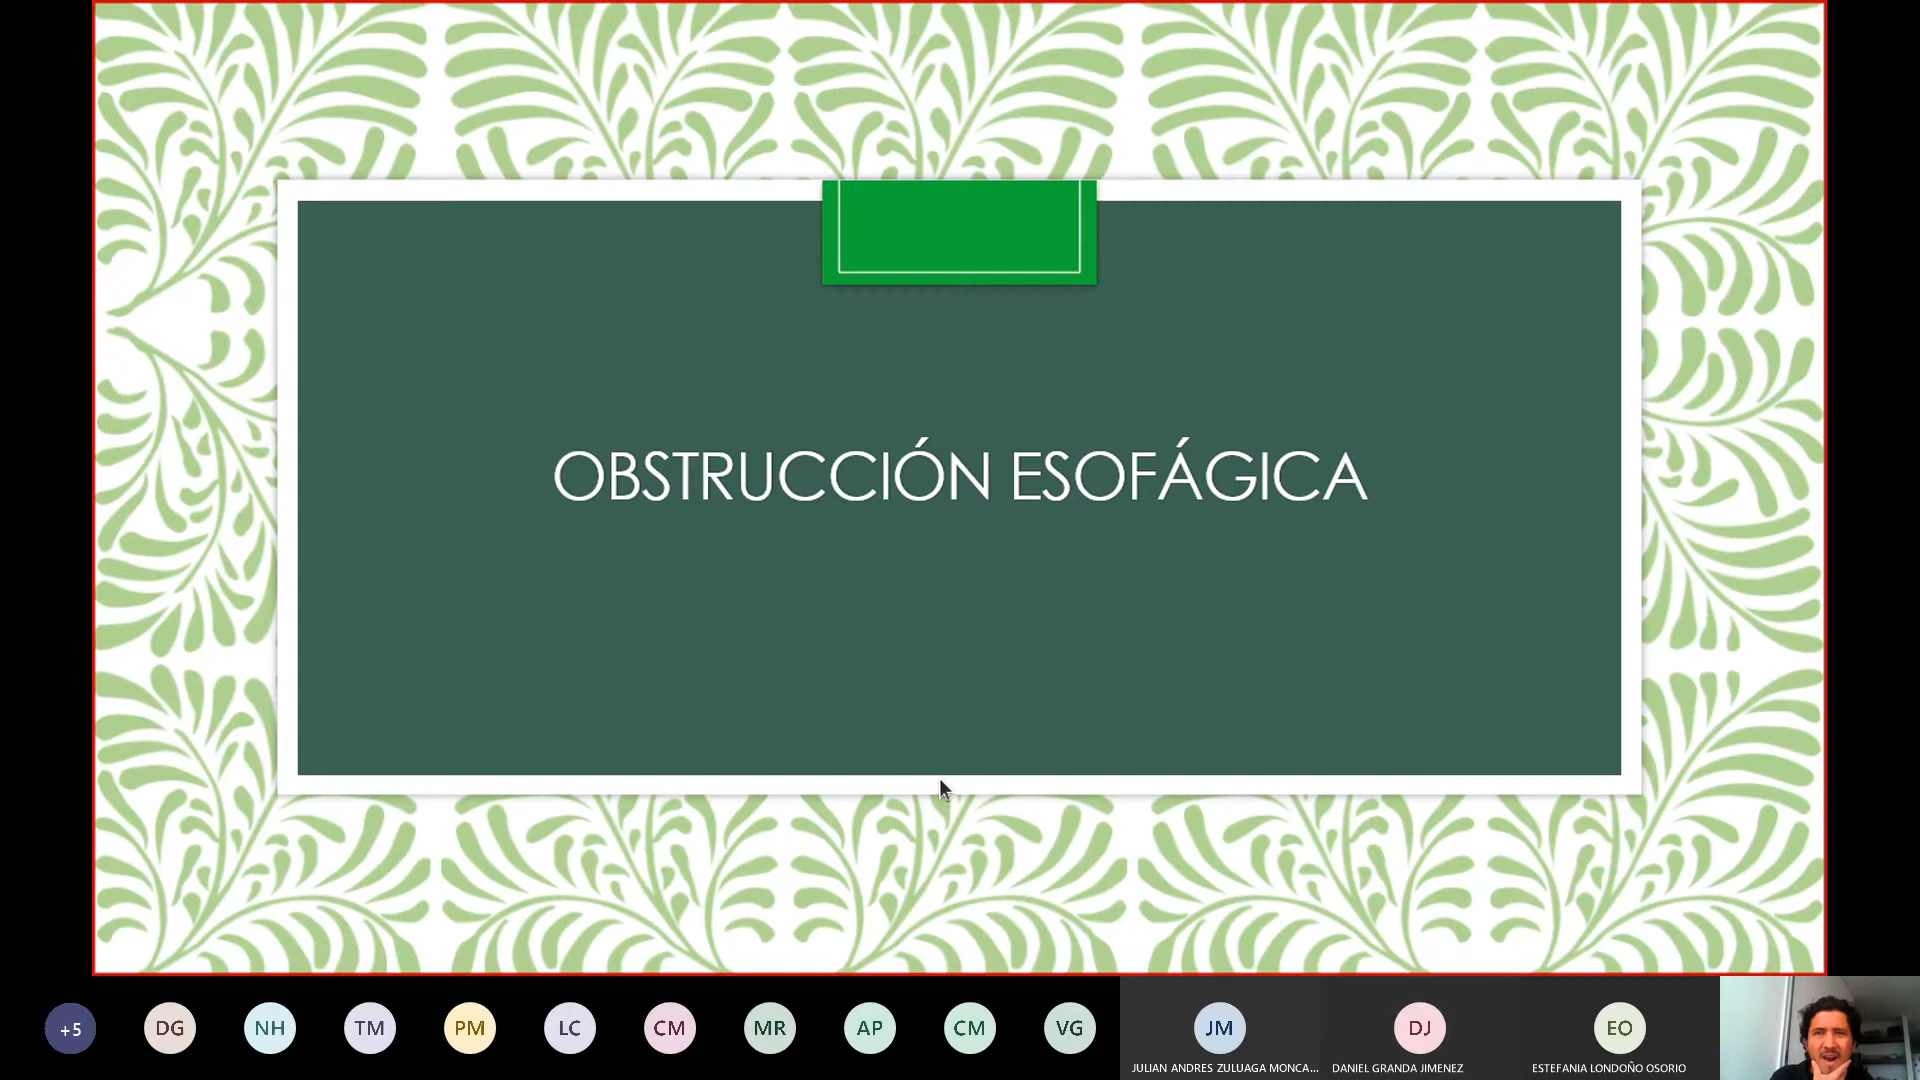 OBSTRUCCIÓN ESOFÁGICA
+5
DG
NH
TM
PM
LC
CM
MR
AP
CM
VG
JM
DJ
EO
JULIAN ANDRES ZULUAGA MONCA...
DANIEL GRANDA JIMENEZ
ESTEFANIA LONDOÑO OSORIO